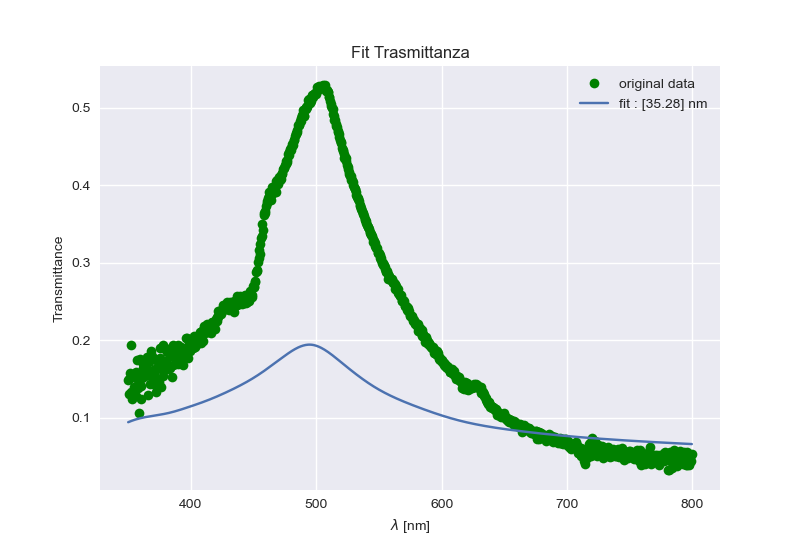 Fit Trasmittanza
original data
fit : [35.28] nm
Transmittance
0.5
0.4
0.3
0.2
0.1
400 500 600 700 800
λ [nm]